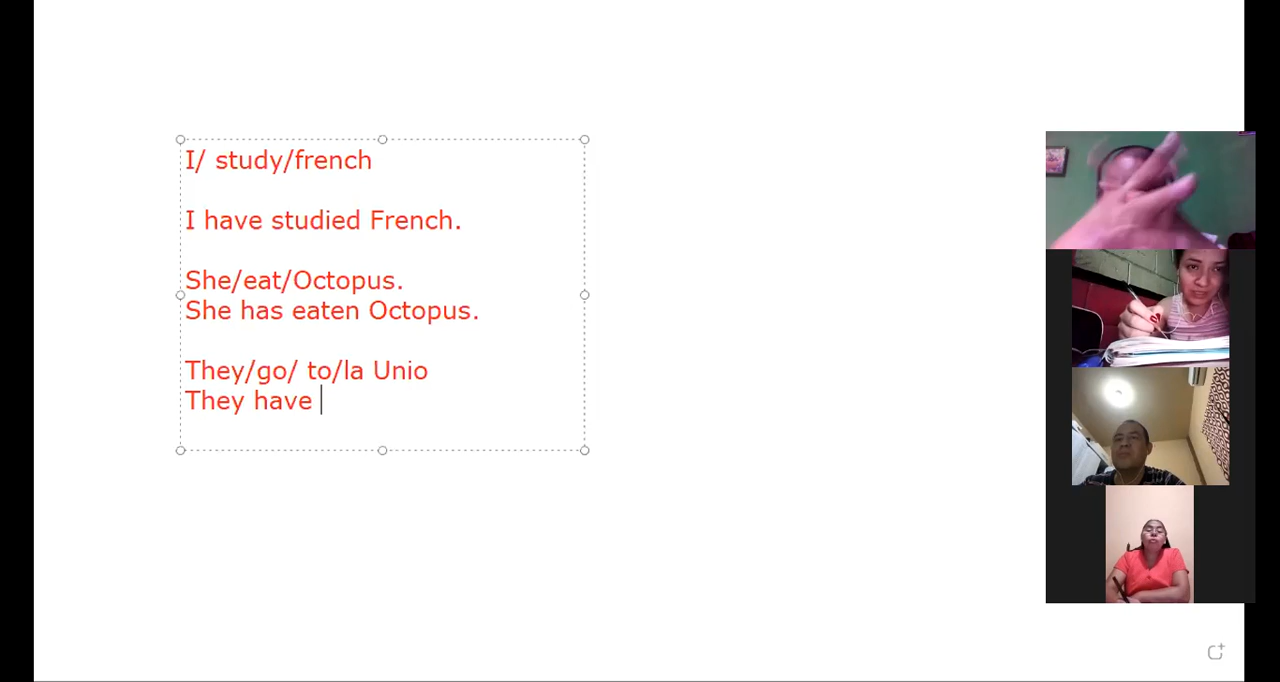 I/ study/french
I have studied French.
She/eat/Octopus.
She has eaten Octopus.
They/go/ to/la Unio
They have